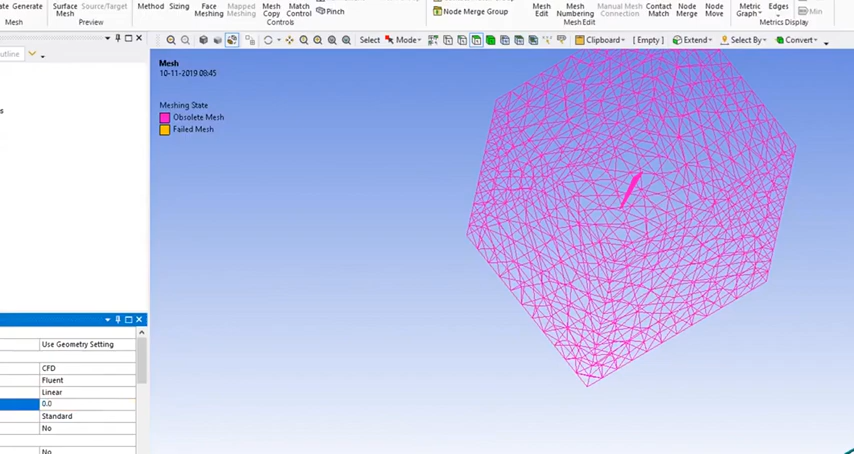 te Generate
Mesh
Surface Mesh
Source/Target
Preview
Method
Sizing
Face Meshing
Mapped Meshing
Mesh Copy
Match Control
Pinch
Controls
Node Merge Group
Mesh Edit
Mesh Numbering
Manual Mesh Connection
Contact Match
Node Merge
Node Move
Mesh Edit
Metric Graph
Edges
Min
Metrics Display
Select Mode Clipboard [ Empty ] Extend Select By Convert
outline
s
Mesh
10-11-2019 08:45
Meshing State
Obsolete Mesh
Failed Mesh
Use Geometry Setting
CFD
Fluent
Linear
0.0
Standard
No
No